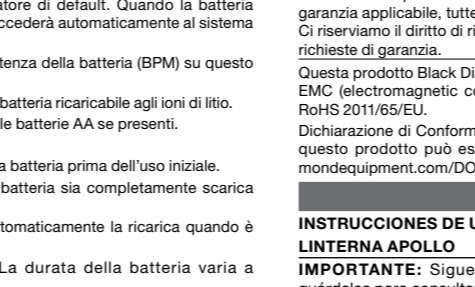 atore di default. Quando la batteria
ccederà automaticamente al sistema
tenza della batteria (BPM) su questo
batteria ricaricabile agli ioni di litio.
le batterie AA se presenti.
a batteria prima dell'uso iniziale.
batteria sia completamente scarica
tomaticamente la ricarica quando è
La durata della batteria varia a
garanzia applicabile, tutte
Ci riserviamo il diritto di ri
richieste di garanzia.
Questa prodotto Black Di
EMC (electromagnetic co
RoHS 2011/65/EU.
Dichiarazione di Conform
questo prodotto può es
mondequipment.com/DO
INSTRUCCIONES DE U
LINTERNA APOLLO
IMPORTANTE: Sigue